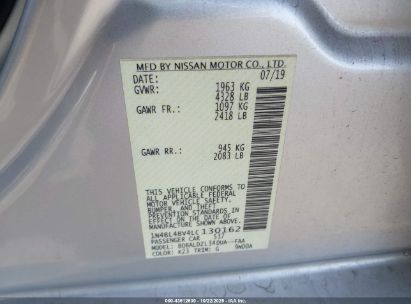 MFD BY NISSAN MOTOR CO., LTD.
DATE: 07/19
GVWR: 1963 KG
4328 LB
GAWR FR: 1097 KG
2418 LB
GAWR RR: 945 KG
2083 LB
THIS VEHICLE CONFORMS TO
ALL APPLICABLE FEDERAL
MOTOR VEHICLE SAFETY,
BUMPER, AND THEFT
PREVENTION STANDARDS IN
EFFECT ON THE DATE OF
MANUFACTURE SHOWN ABOVE.
1N4BL4BV4LC130162
PASSENGER CAR
MODEL:
COLOR: K23 TRIM: G